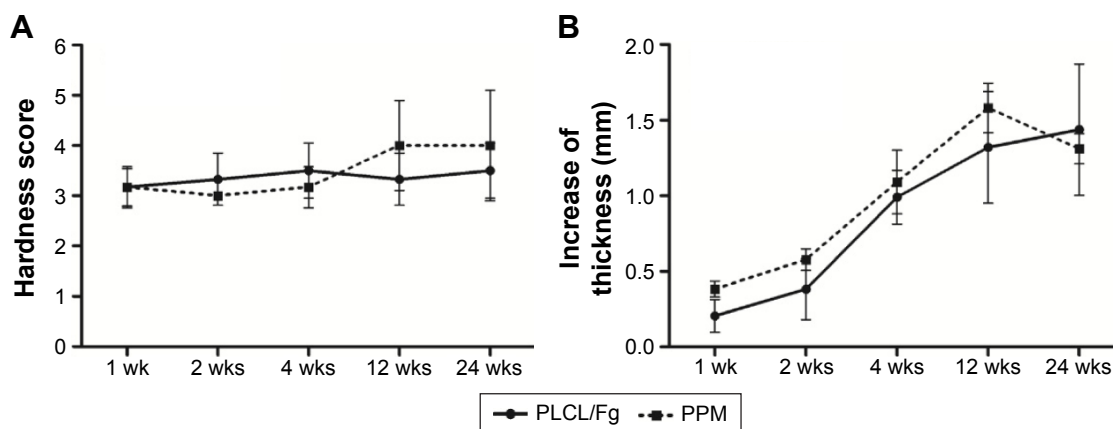 A
Hardness score
6
5
4
3
2
1
0
1 wk 2 wks 4 wks 12 wks 24 wks
B
Increase of
thickness (mm)
2.0
1.5
1.0
0.5
0.0
1 wk 2 wks 4 wks 12 wks 24 wks
PLCL/Fg PPM